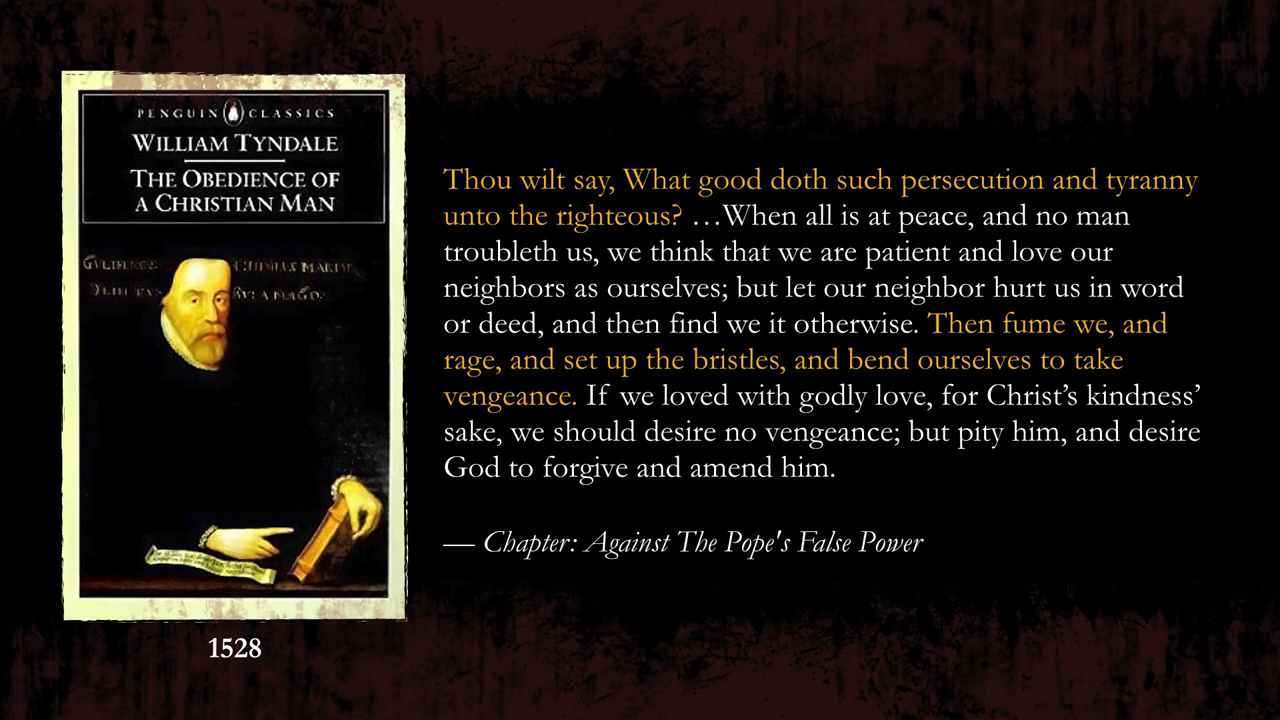 PENGUIN CLASSICS
WILLIAM TYNDALE
THE OBEDIENCE OF
A CHRISTIAN MAN
1528
Thou wilt say, What good doth such persecution and tyranny
unto the righteous? …When all is at peace, and no man
troubleth us, we think that we are patient and love our
neighbors as ourselves; but let our neighbor hurt us in word
or deed, and then find we it otherwise. Then fume we, and
rage, and set up the bristles, and bend ourselves to take
vengeance. If we loved with godly love, for Christ’s kindness’
sake, we should desire no vengeance; but pity him, and desire
God to forgive and amend him.
— Chapter: Against The Pope's False Power